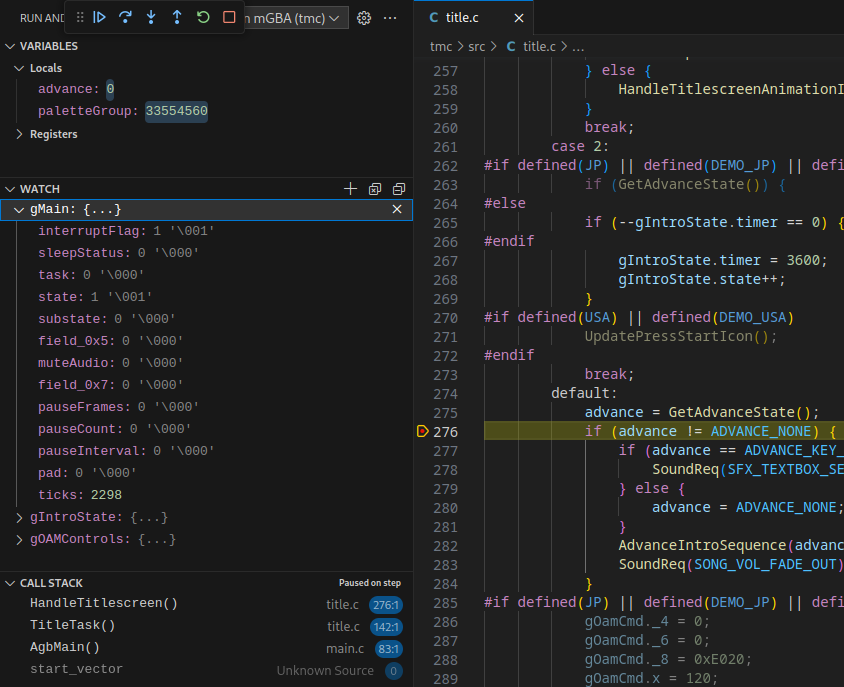 RUN AND
n mGBA (tmc)
VARIABLES
Locals
advance: 0
paletteGroup: 33554560
Registers
WATCH
gMain: {...}
interruptFlag: 1 '\001'
sleepStatus: 0 '\000'
task: 0 '\000'
state: 1 '\001'
substate: 0 '\000'
field_0x5: 0 '\000'
muteAudio: 0 '\000'
field_0x7: 0 '\000'
pauseFrames: 0 '\000'
pauseCount: 0 '\000'
pauseInterval: 0 '\000'
pad: 0 '\000'
ticks: 2298
gIntroState: {...}
gOAMControls: {...}
CALL STACK
Paused on step
HandleTitlescreen() title.c 276:1
TitleTask() title.c 142:1
AgbMain() main.c 83:1
start_vector Unknown Source 0
C title.c
tmc > src > C title.c > ...
257 } else {
258 HandleTitlescreenAnimationI
259 }
260 break;
261 case 2:
262 #if defined(JP) || defined(DEMO_JP) || defi
263 if (GetAdvanceState()) {
264 #else
265 if (--gIntroState.timer == 0) {
266 #endif
267 gIntroState.timer = 3600;
268 gIntroState.state++;
269 }
270 #if defined(USA) || defined(DEMO_USA)
271 UpdatePressStartIcon();
272 #endif
273 break;
274 default:
275 advance = GetAdvanceState();
276 if (advance != ADVANCE_NONE) {
277 if (advance == ADVANCE_KEY_
278 SoundReq(SFX_TEXTBOX_SE
279 } else {
280 advance = ADVANCE_NONE;
281 }
282 AdvanceIntroSequence(advanc
283 SoundReq(SONG_VOL_FADE_OUT)
284 }
285 #if defined(JP) || defined(DEMO_JP) || defi
286 gOamCmd._4 = 0;
287 gOamCmd._6 = 0;
288 gOamCmd._8 = 0xE020;
289 gOamCmd.x = 120;